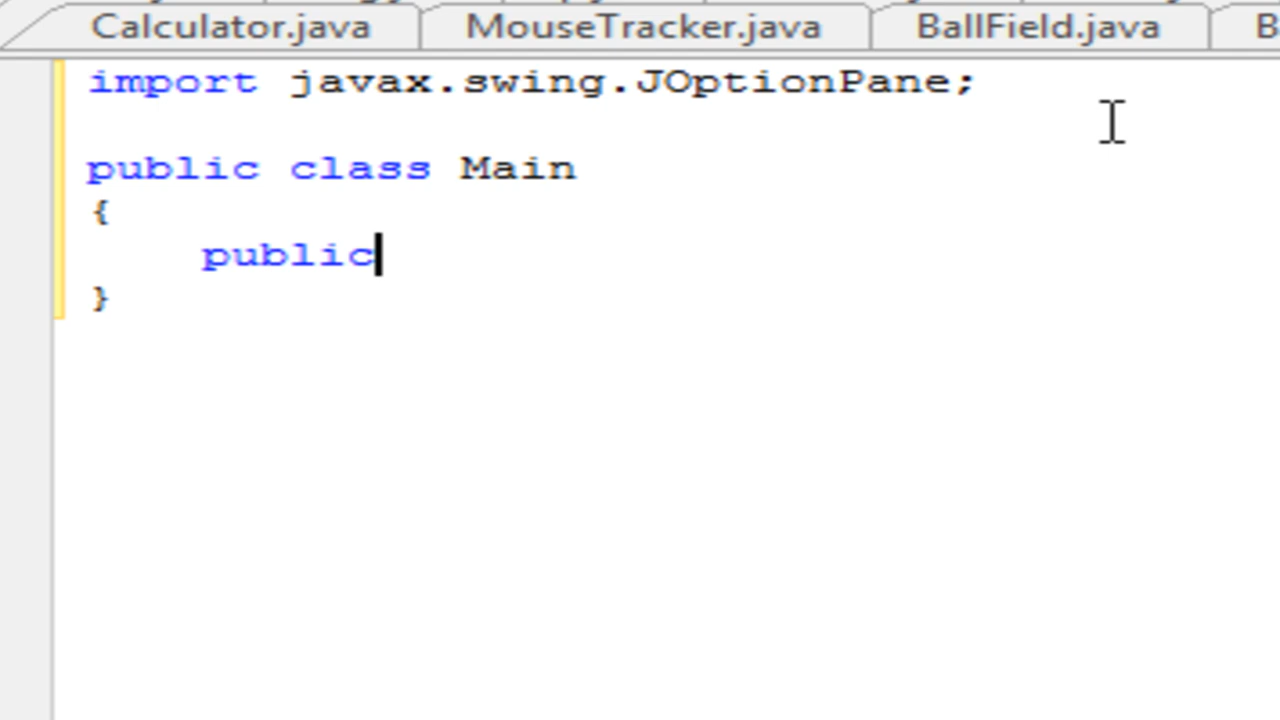 Calculator.java MouseTracker.java BallField.java B
import javax.swing.JOptionPane;
public class Main
{
public
}